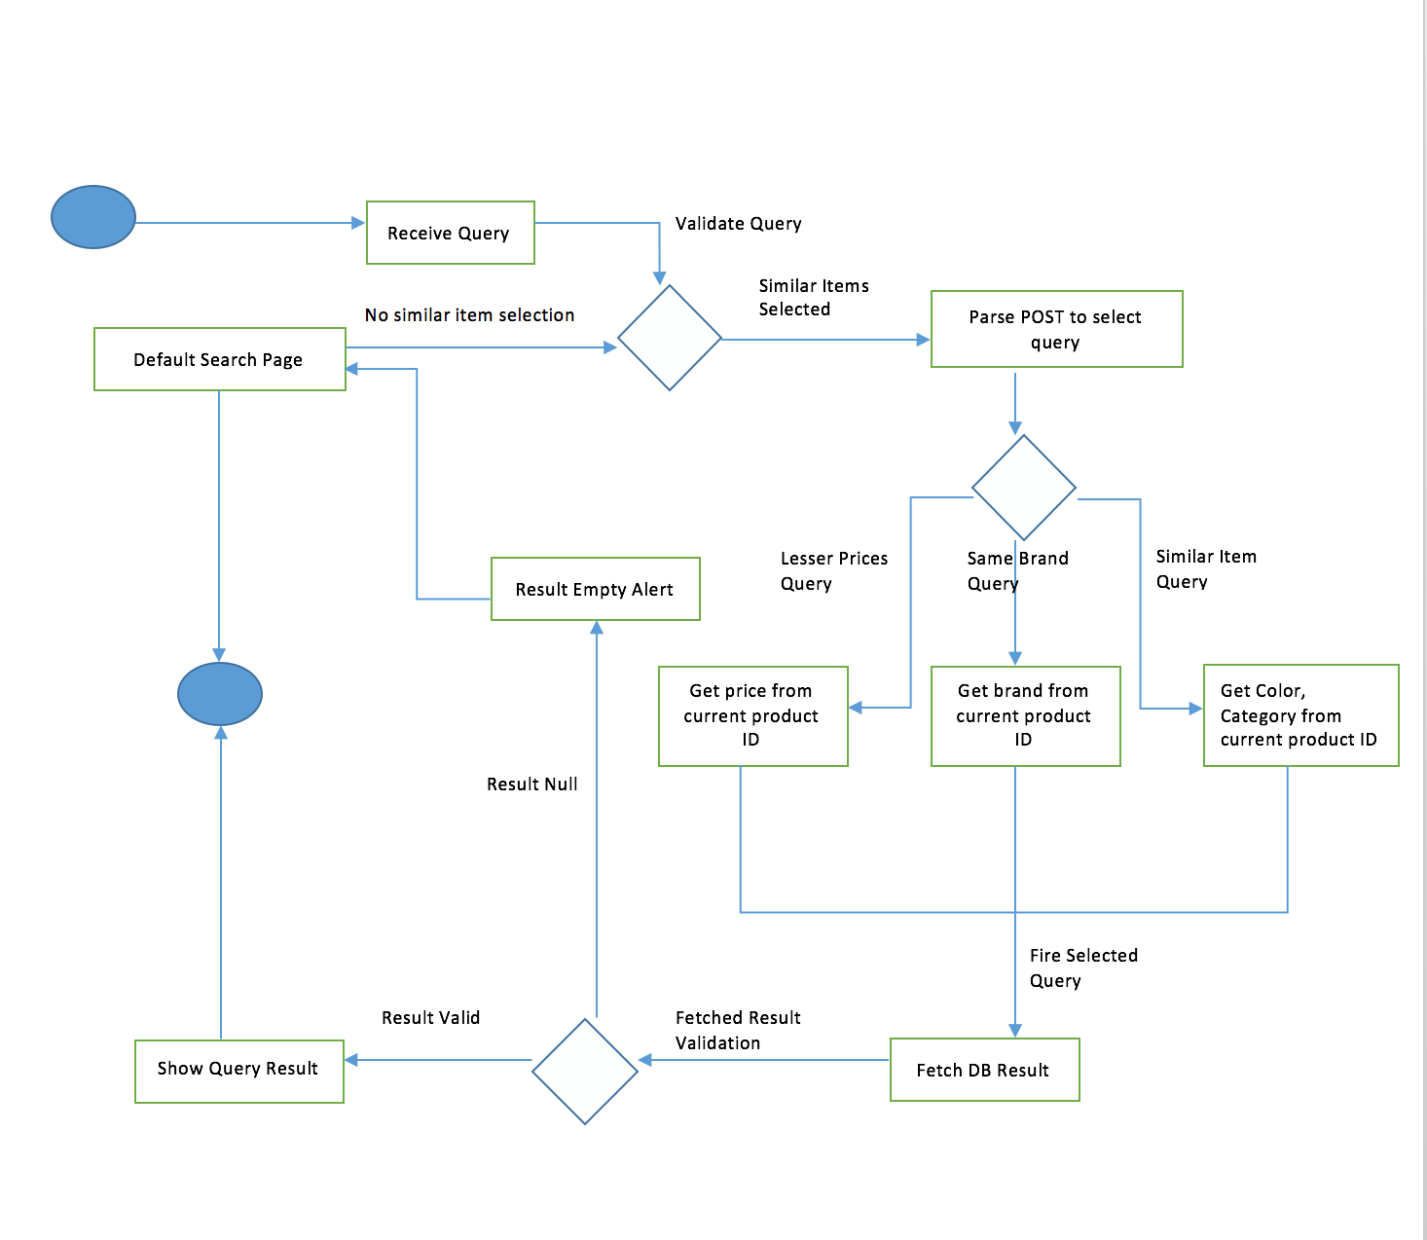 Receive Query
Validate Query
Similar Items
Selected
No similar item selection
Parse POST to select
query
Default Search Page
Lesser Prices
Query
Same Brand
Query
Similar Item
Query
Result Empty Alert
Get price from
current product
ID
Get brand from
current product
ID
Get Color,
Category from
current product ID
Result Null
Fire Selected
Query
Result Valid
Fetched Result
Validation
Show Query Result
Fetch DB Result